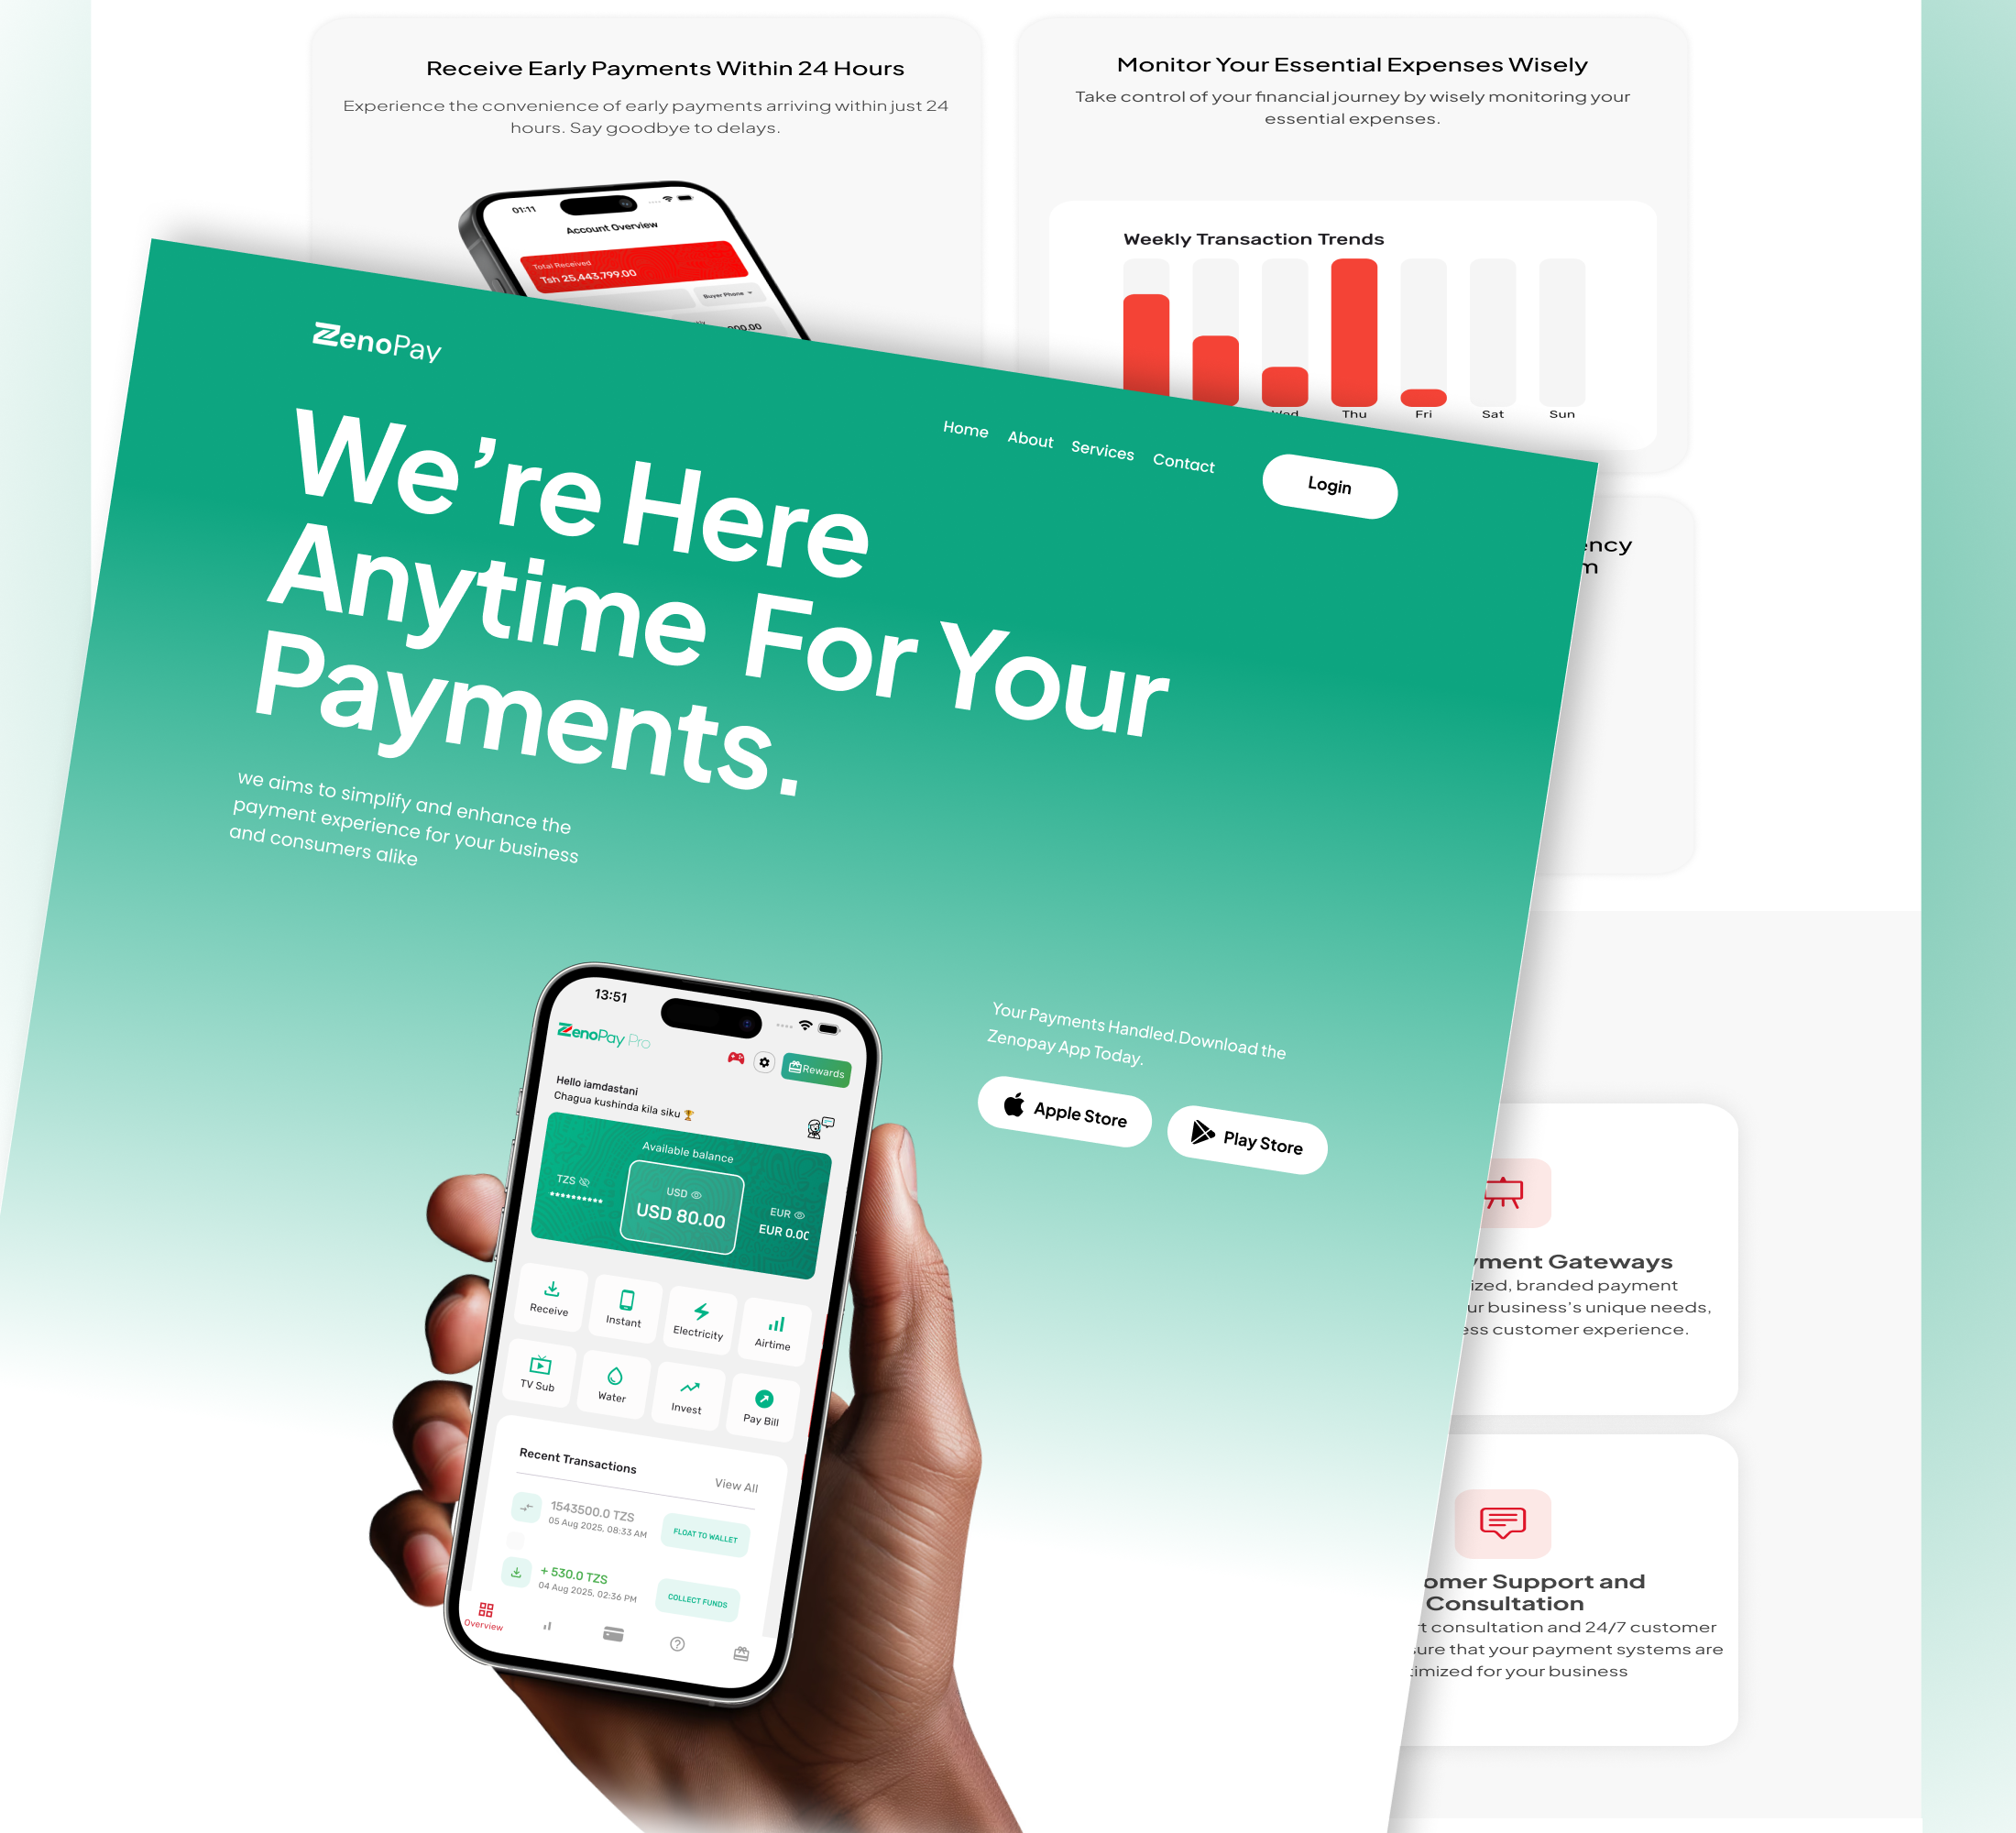 Receive Early Payments Within 24 Hours
Experience the convenience of early payments arriving within just 24
hours. Say goodbye to delays.
01:11
Account Overview
Total Received
Tsh 25,443,799.00
Buyer Phone
Monitor Your Essential Expenses Wisely
Take control of your financial journey by wisely monitoring your
essential expenses.
Weekly Transaction Trends
Wed Thu Fri Sat Sun
ZenoPay
Home About Services Contact
Login
We’re Here
Anytime For Your
Payments.
we aims to simplify and enhance the
payment experience for your business
and consumers alike
Your Payments Handled.Download the
Zenopay App Today.
Apple Store
Play Store
13:51
ZenoPay Pro
Rewards
Hello iamdastani
Chagua kushinda kila siku 🏆
Available balance
TZS
**********
USD
USD 80.00
EUR
EUR 0.00
Receive
Instant
Electricity
Airtime
TV Sub
Water
Invest
Pay Bill
Recent Transactions
View All
1543500.0 TZS
05 Aug 2025, 08:33 AM
FLOAT TO WALLET
+ 530.0 TZS
04 Aug 2025, 02:36 PM
COLLECT FUNDS
Overview
ment Gateways
ized, branded payment
ur business’s unique needs,
ess customer experience.
omer Support and
Consultation
t consultation and 24/7 customer
ure that your payment systems are
timized for your business